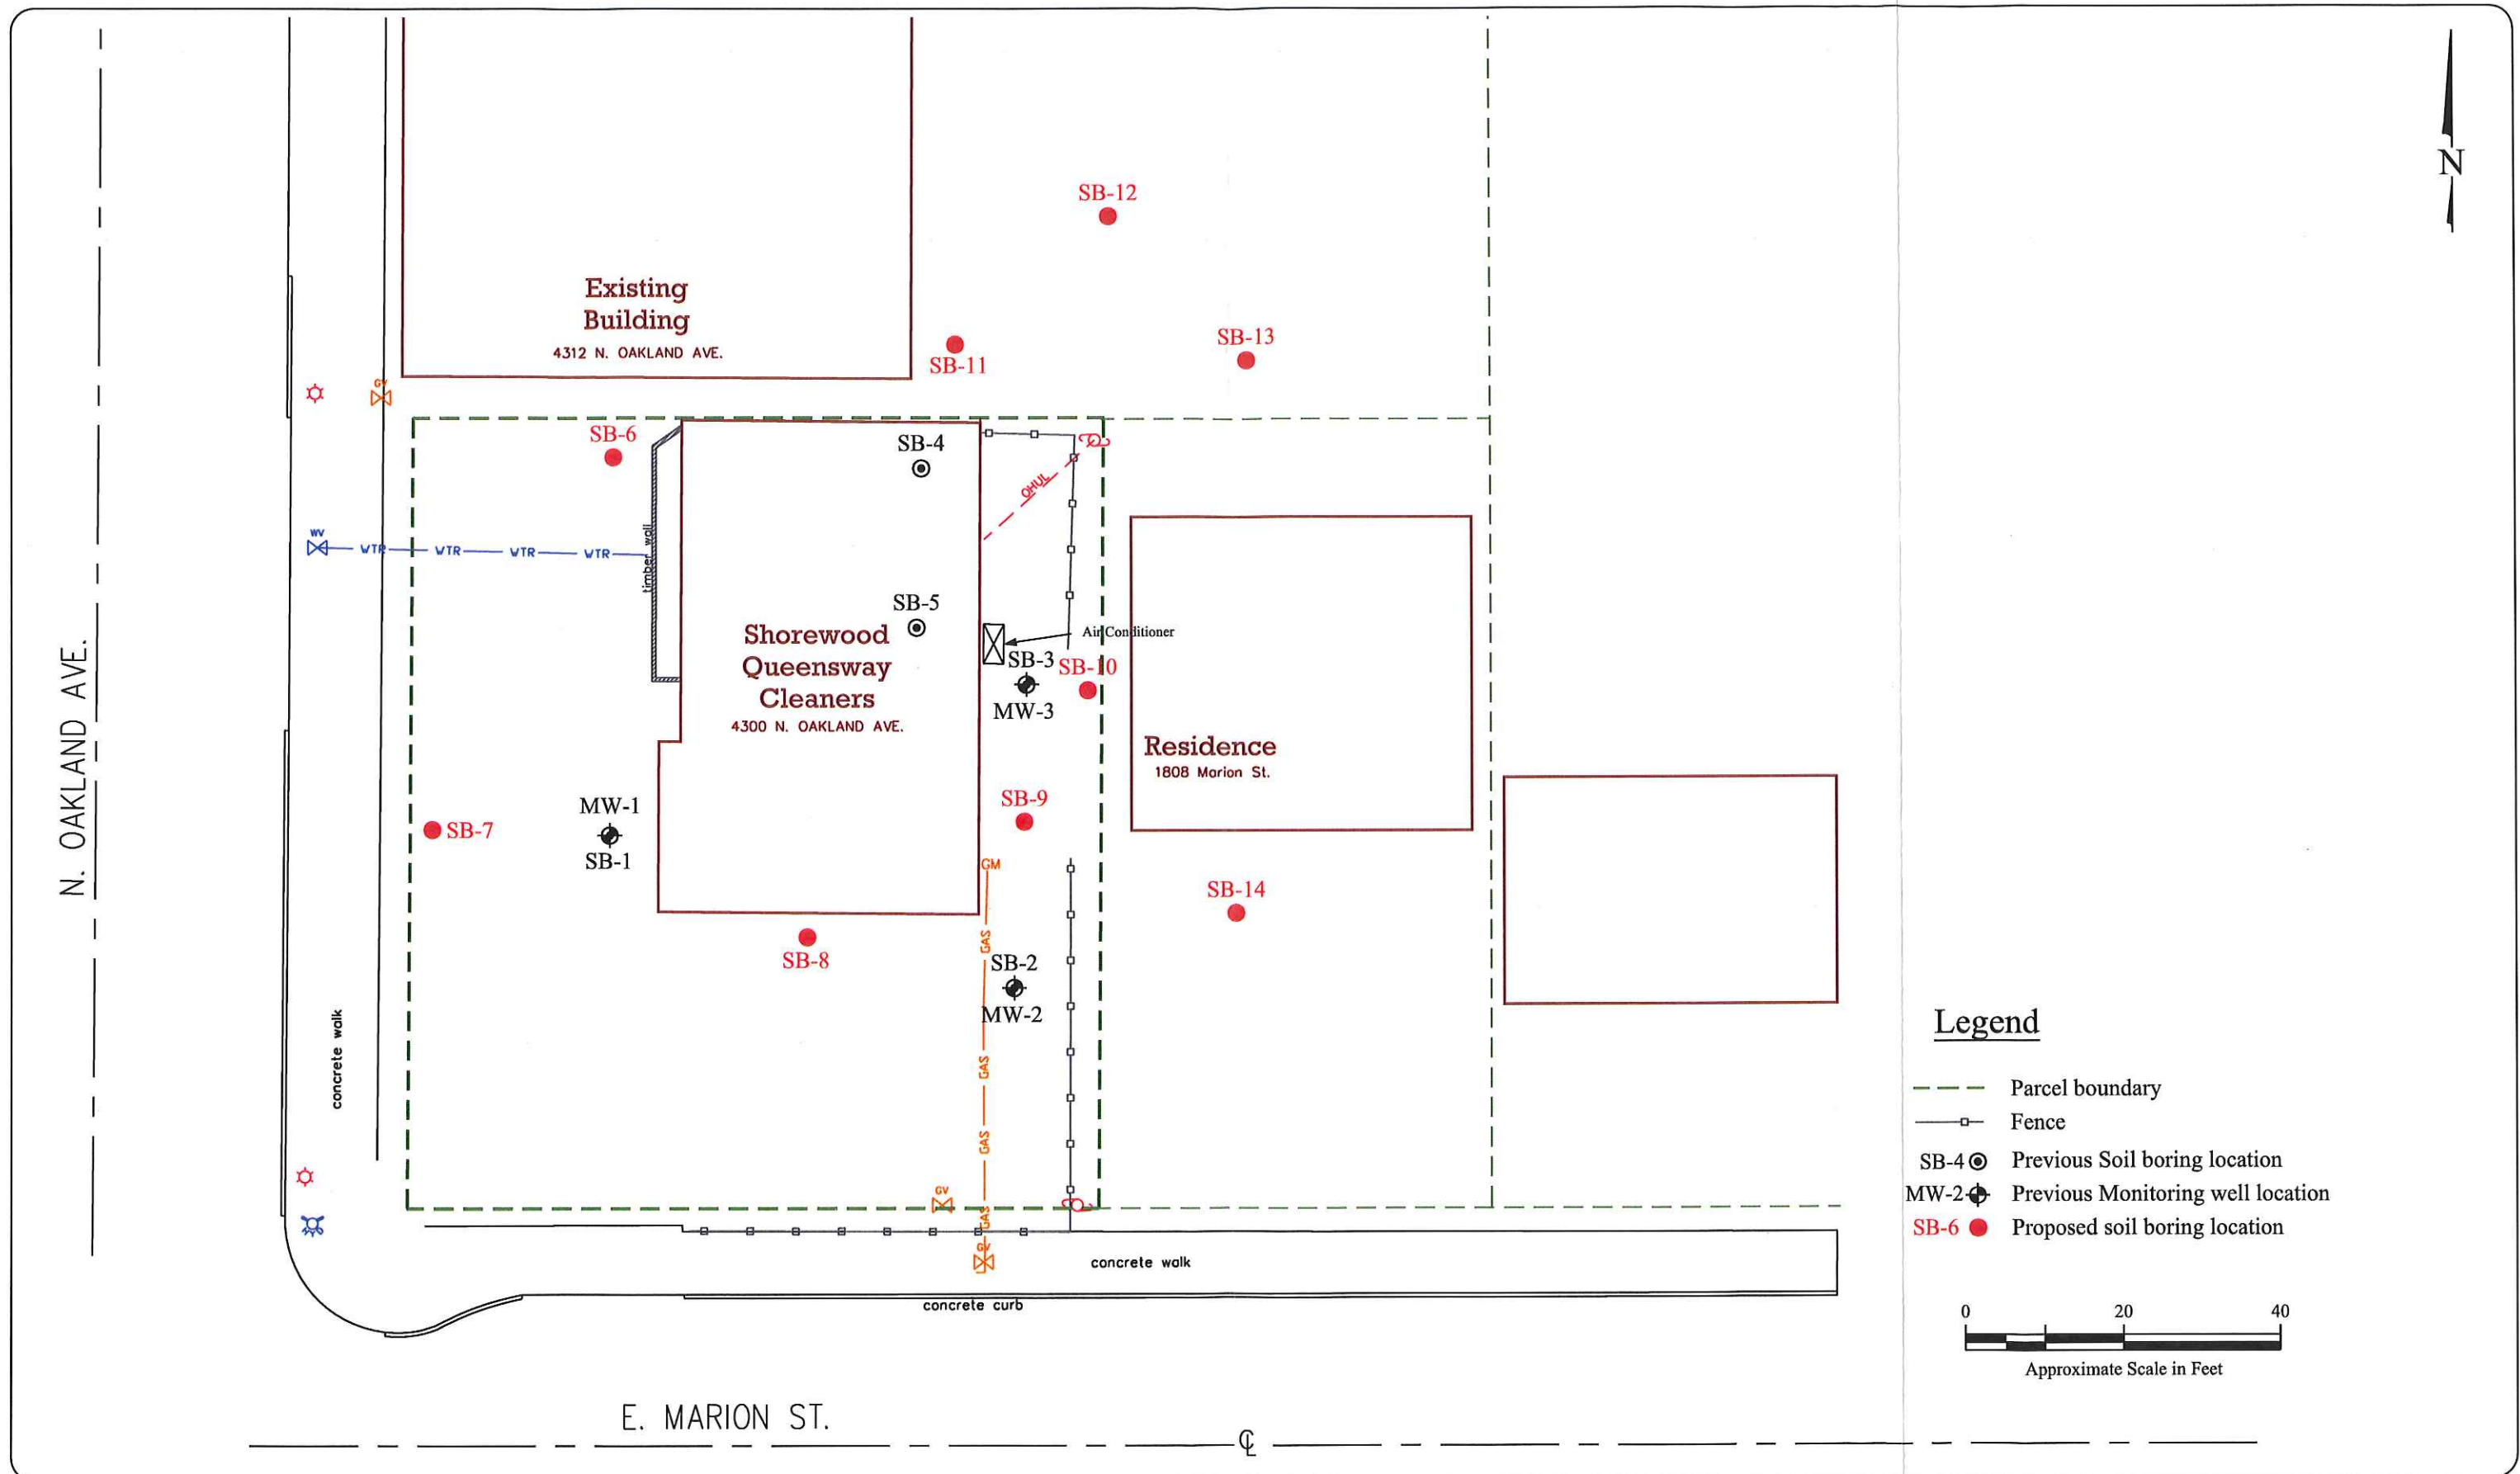 N
SB-12
Existing
Building
4312 N. OAKLAND AVE.
SB-11
SB-13
GV
SB-6
SB-4
OHUL
WV
WTR WTR WTR WTR
timber wall
SB-5
Shorewood
Queensway
Cleaners
4300 N. OAKLAND AVE.
Air Conditioner
SB-3
SB-10
MW-3
Residence
1808 Marion St.
N. OAKLAND AVE.
SB-7
MW-1
SB-1
SB-9
GM
SB-14
SB-8
GAS
SB-2
MW-2
GAS
GAS
GAS
GV
GV
concrete walk
concrete walk
concrete curb
E. MARION ST.
Legend
Parcel boundary
Fence
SB-4 Previous Soil boring location
MW-2 Previous Monitoring well location
SB-6 Proposed soil boring location
0 20 40
Approximate Scale in Feet